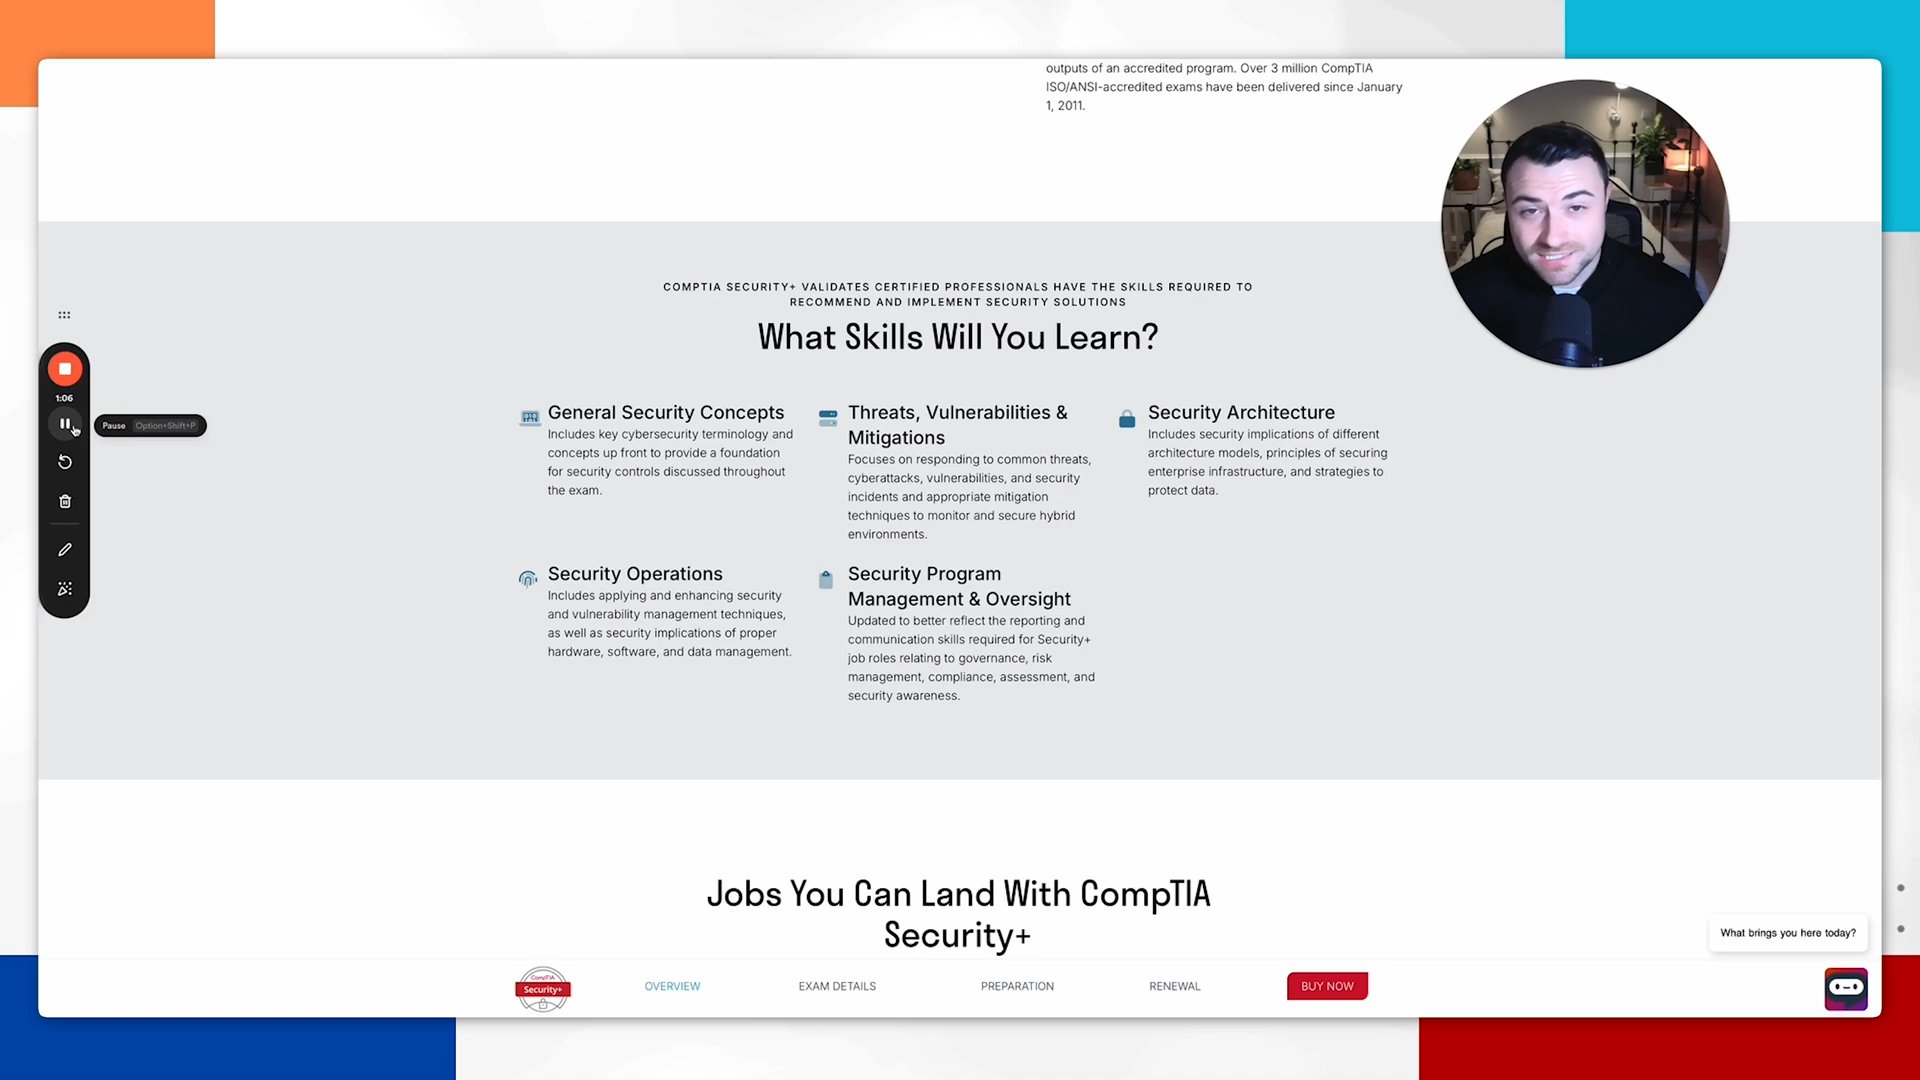 outputs of an accredited program. Over 3 million CompTIA
ISO/ANSI-accredited exams have been delivered since January
1, 2011.
COMPTIA SECURITY+ VALIDATES CERTIFIED PROFESSIONALS HAVE THE SKILLS REQUIRED TO
RECOMMEND AND IMPLEMENT SECURITY SOLUTIONS
What Skills Will You Learn?
1:06
Pause Option+Shift+P
General Security Concepts
Includes key cybersecurity terminology and
concepts up front to provide a foundation
for security controls discussed throughout
the exam.
Threats, Vulnerabilities &
Mitigations
Focuses on responding to common threats,
cyberattacks, vulnerabilities, and security
incidents and appropriate mitigation
techniques to monitor and secure hybrid
environments.
Security Architecture
Includes security implications of different
architecture models, principles of securing
enterprise infrastructure, and strategies to
protect data.
Security Operations
Includes applying and enhancing security
and vulnerability management techniques,
as well as security implications of proper
hardware, software, and data management.
Security Program
Management & Oversight
Updated to better reflect the reporting and
communication skills required for Security+
job roles relating to governance, risk
management, compliance, assessment, and
security awareness.
Jobs You Can Land With CompTIA
Security+
What brings you here today?
CompTIA
Security+
OVERVIEW
EXAM DETAILS
PREPARATION
RENEWAL
BUY NOW